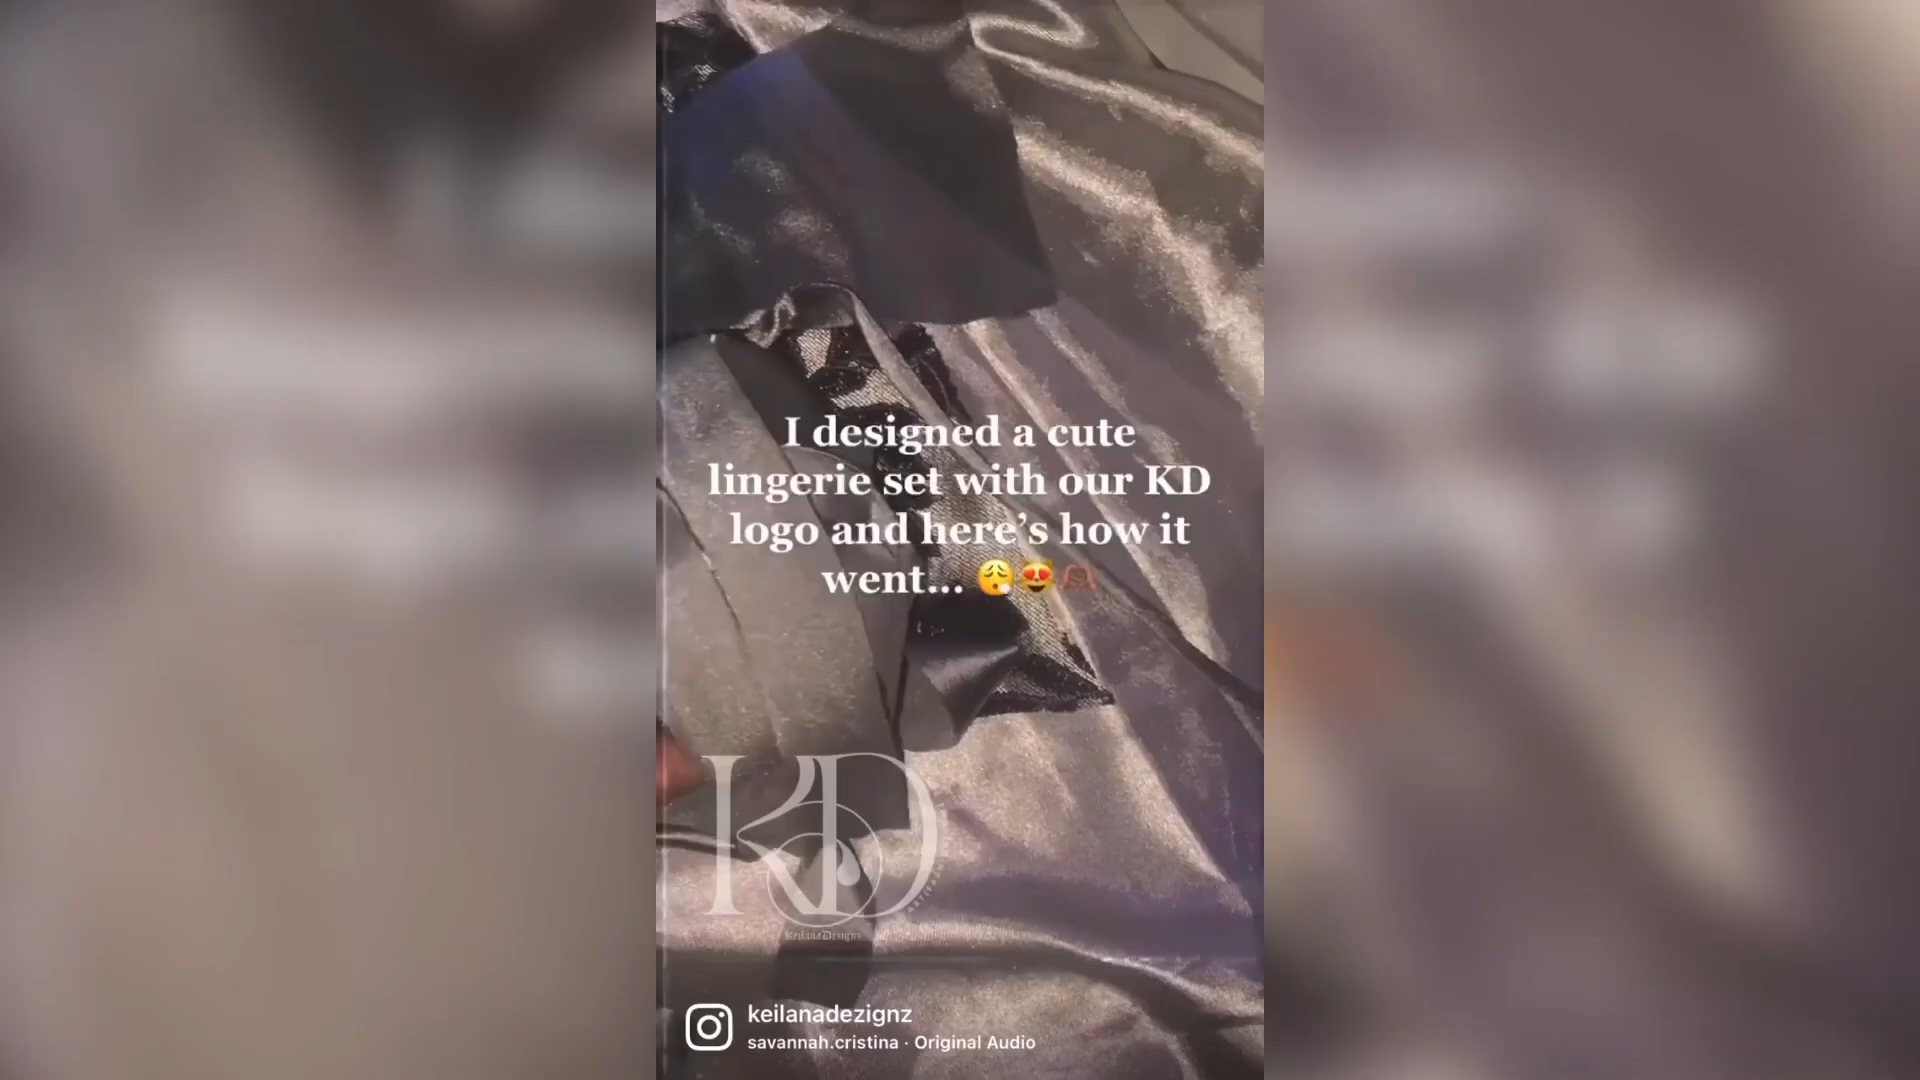 I designed a cute
lingerie set with our KD
logo and here's how it
went... 😮‍💨😍🫶🏾
KD
KeilanaDesigns
keilanadezignz
savannah.cristina · Original Audio